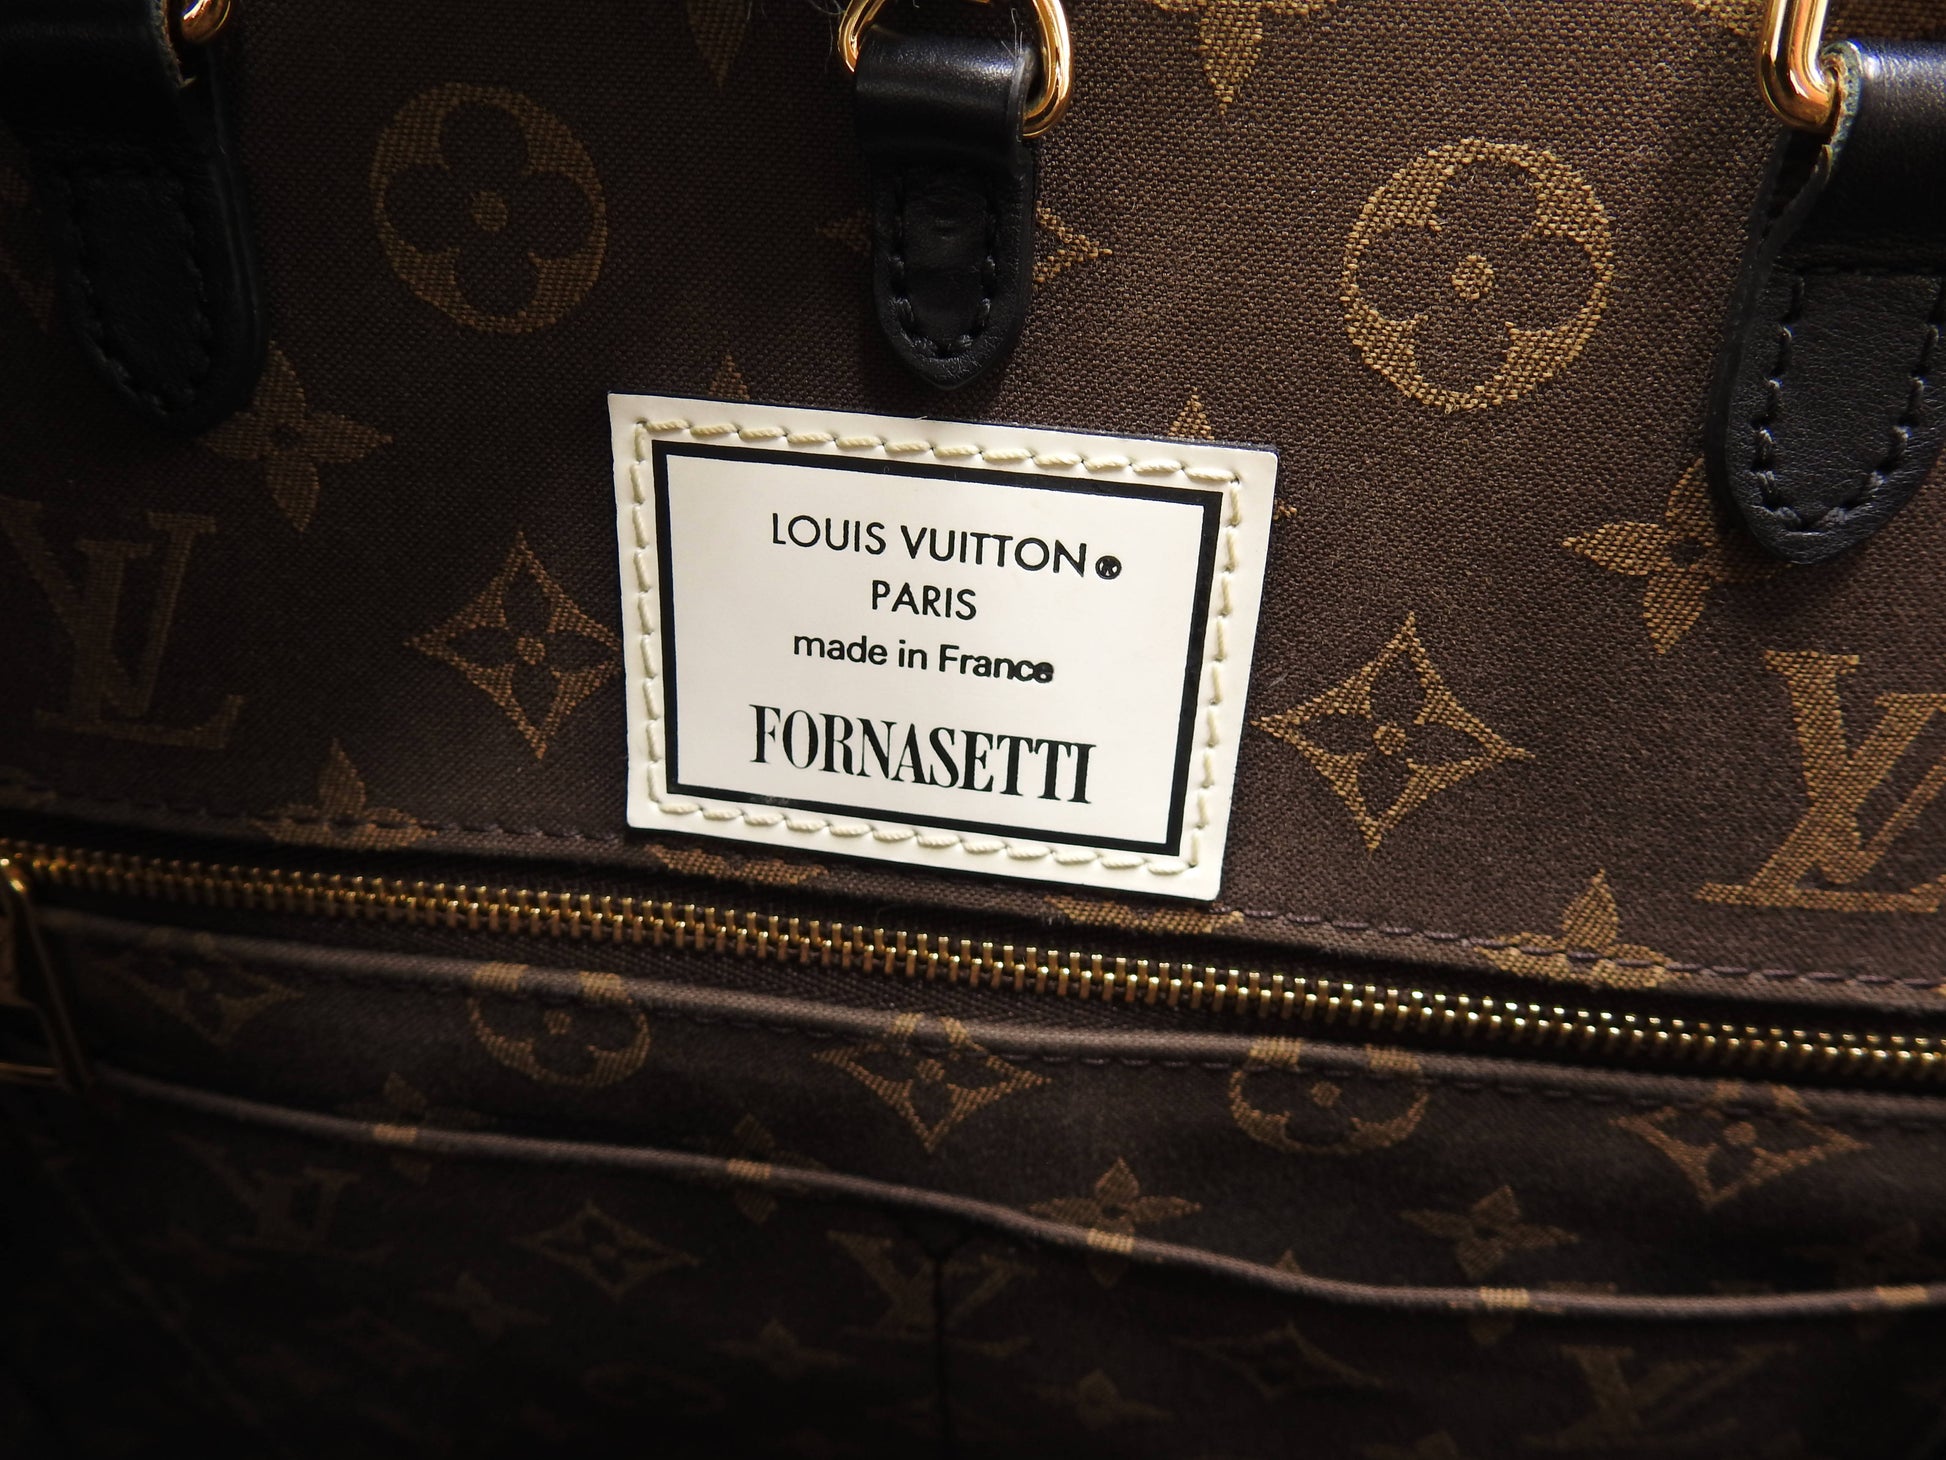 LOUIS VUITTON®
PARIS
made in France
FORNASETTI